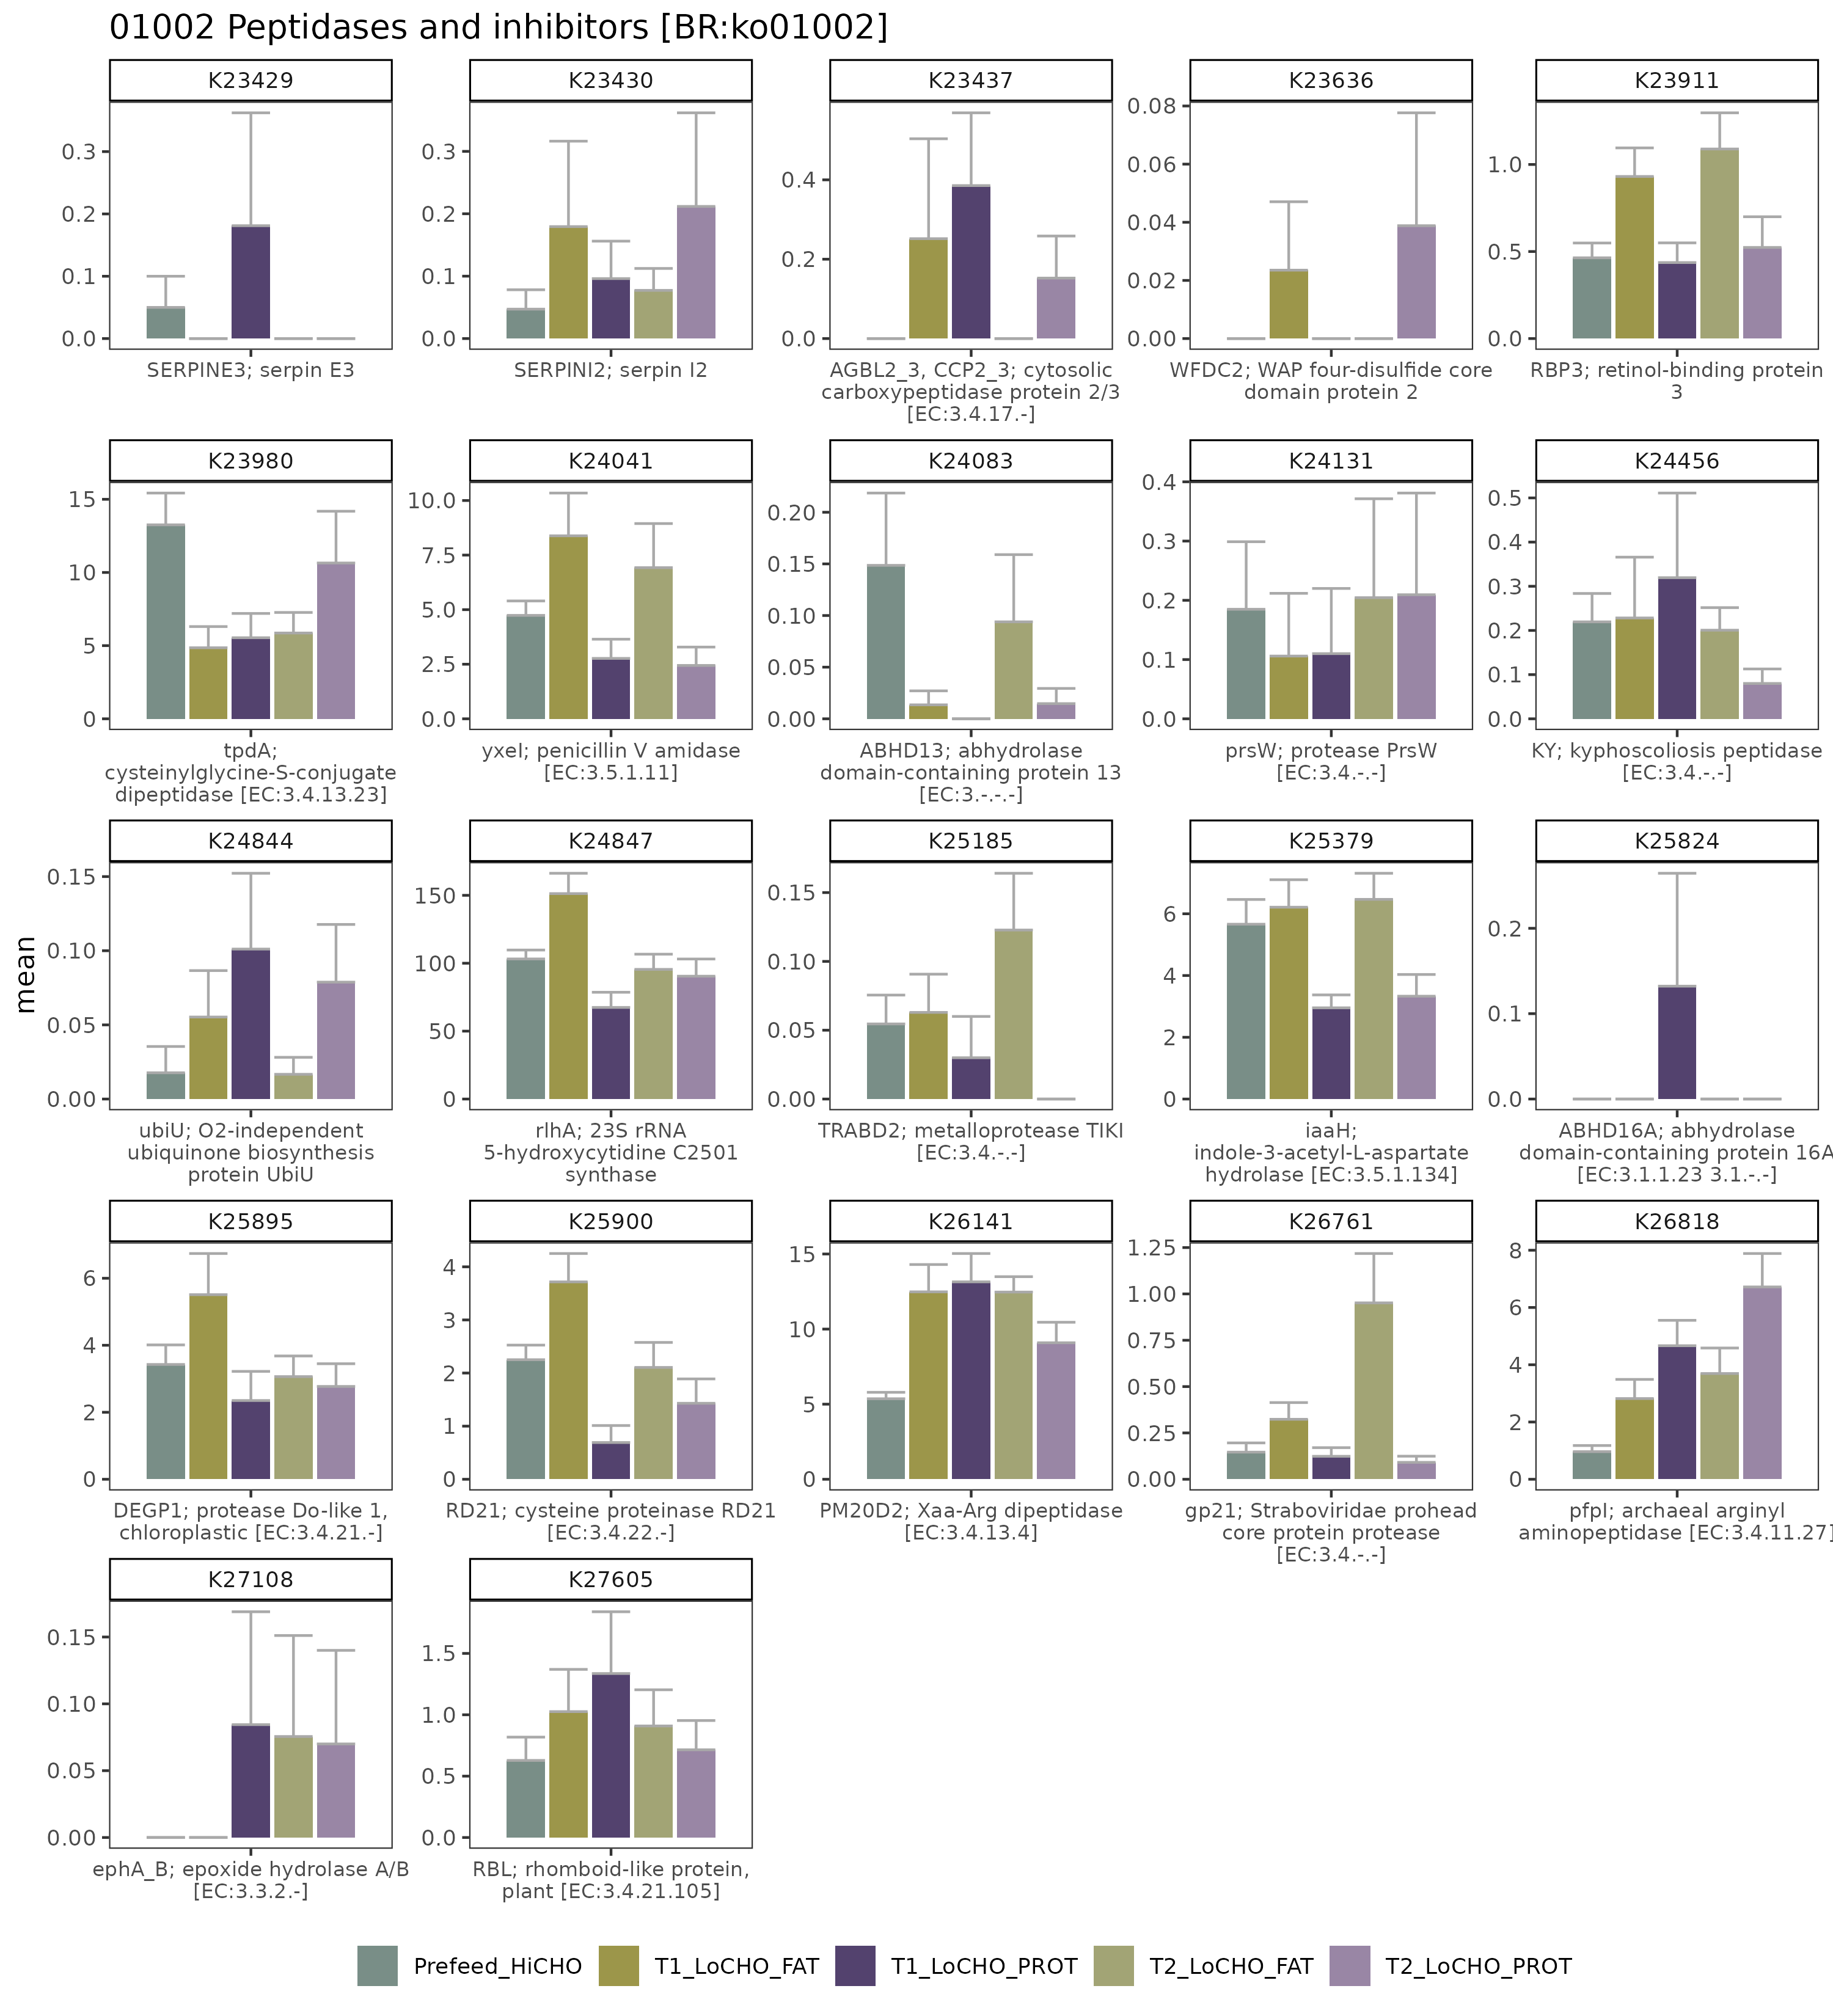 01002 Peptidases and inhibitors [BR:ko01002]
K23429
K23430
K23437
K23636
K23911
0.3
0.2
0.1
0.0
0.3
0.2
0.1
0.0
0.4
0.2
0.0
0.08
0.06
0.04
0.02
0.00
1.0
0.5
0.0
SERPINE3; serpin E3
SERPINI2; serpin I2
AGBL2_3, CCP2_3; cytosolic
carboxypeptidase protein 2/3
[EC:3.4.17.-]
WFDC2; WAP four-disulfide core
domain protein 2
RBP3; retinol-binding protein
3
K23980
K24041
K24083
K24131
K24456
15
10
5
0
10.0
7.5
5.0
2.5
0.0
0.20
0.15
0.10
0.05
0.00
0.4
0.3
0.2
0.1
0.0
0.5
0.4
0.3
0.2
0.1
0.0
tpdA;
cysteinylglycine-S-conjugate
dipeptidase [EC:3.4.13.23]
yxeI; penicillin V amidase
[EC:3.5.1.11]
ABHD13; abhydrolase
domain-containing protein 13
[EC:3.-.-.-]
prsW; protease PrsW
[EC:3.4.-.-]
KY; kyphoscoliosis peptidase
[EC:3.4.-.-]
mean
K24844
K24847
K25185
K25379
K25824
0.15
0.10
0.05
0.00
150
100
50
0
0.15
0.10
0.05
0.00
6
4
2
0
0.2
0.1
0.0
ubiU; O2-independent
ubiquinone biosynthesis
protein UbiU
rlhA; 23S rRNA
5-hydroxycytidine C2501
synthase
TRABD2; metalloprotease TIKI
[EC:3.4.-.-]
iaaH;
indole-3-acetyl-L-aspartate
hydrolase [EC:3.5.1.134]
ABHD16A; abhydrolase
domain-containing protein 16A
[EC:3.1.1.23 3.1.-.-]
K25895
K25900
K26141
K26761
K26818
6
4
2
0
4
3
2
1
0
15
10
5
0
1.25
1.00
0.75
0.50
0.25
0.00
8
6
4
2
0
DEGP1; protease Do-like 1,
chloroplastic [EC:3.4.21.-]
RD21; cysteine proteinase RD21
[EC:3.4.22.-]
PM20D2; Xaa-Arg dipeptidase
[EC:3.4.13.4]
gp21; Straboviridae prohead
core protein protease
[EC:3.4.-.-]
pfpI; archaeal arginyl
aminopeptidase [EC:3.4.11.27]
K27108
K27605
0.15
0.10
0.05
0.00
1.5
1.0
0.5
0.0
ephA_B; epoxide hydrolase A/B
[EC:3.3.2.-]
RBL; rhomboid-like protein,
plant [EC:3.4.21.105]
Prefeed_HiCHO
T1_LoCHO_FAT
T1_LoCHO_PROT
T2_LoCHO_FAT
T2_LoCHO_PROT